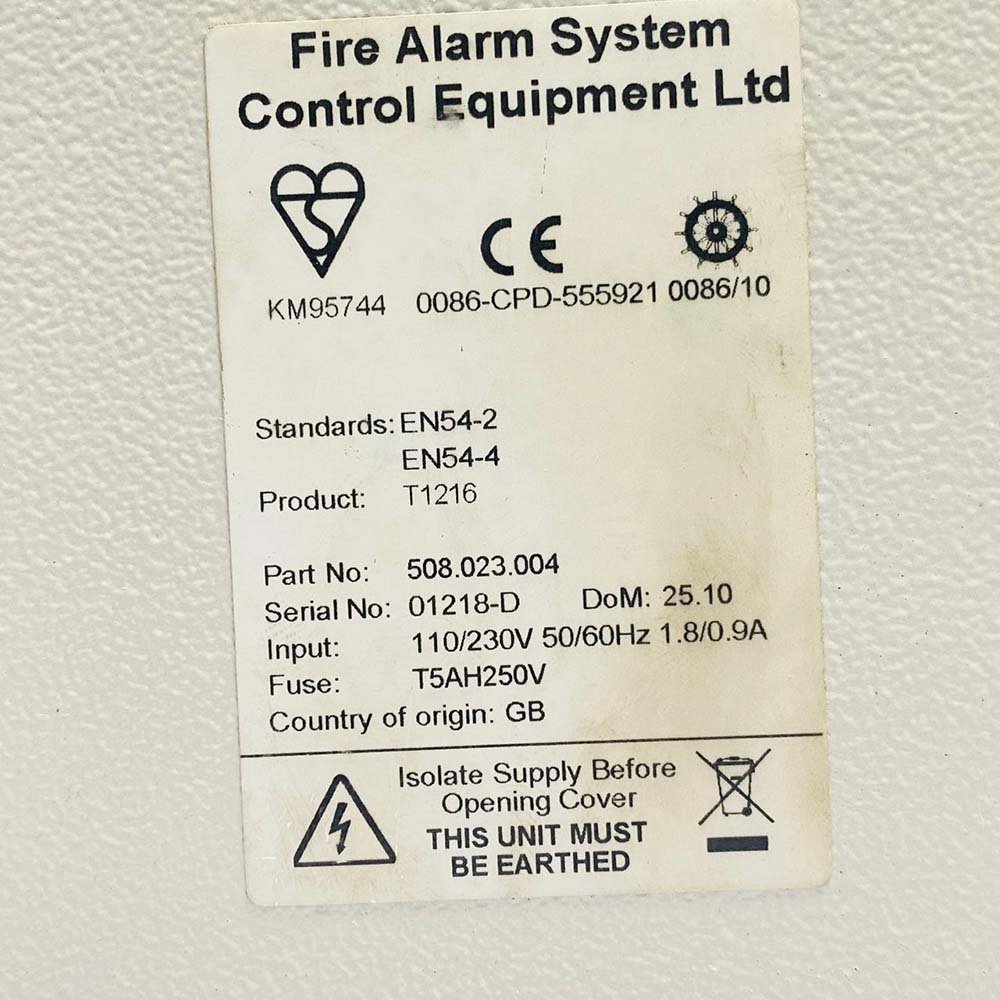 Fire Alarm System
Control Equipment Ltd
CE
KM95744 0086-CPD-555921 0086/10
Standards: EN54-2
EN54-4
Product: T1216
Part No: 508.023.004
Serial No: 01218-D DoM: 25.10
Input: 110/230V 50/60Hz 1.8/0.9A
Fuse: T5AH250V
Country of origin: GB
Isolate Supply Before
Opening Cover
THIS UNIT MUST
BE EARTHED